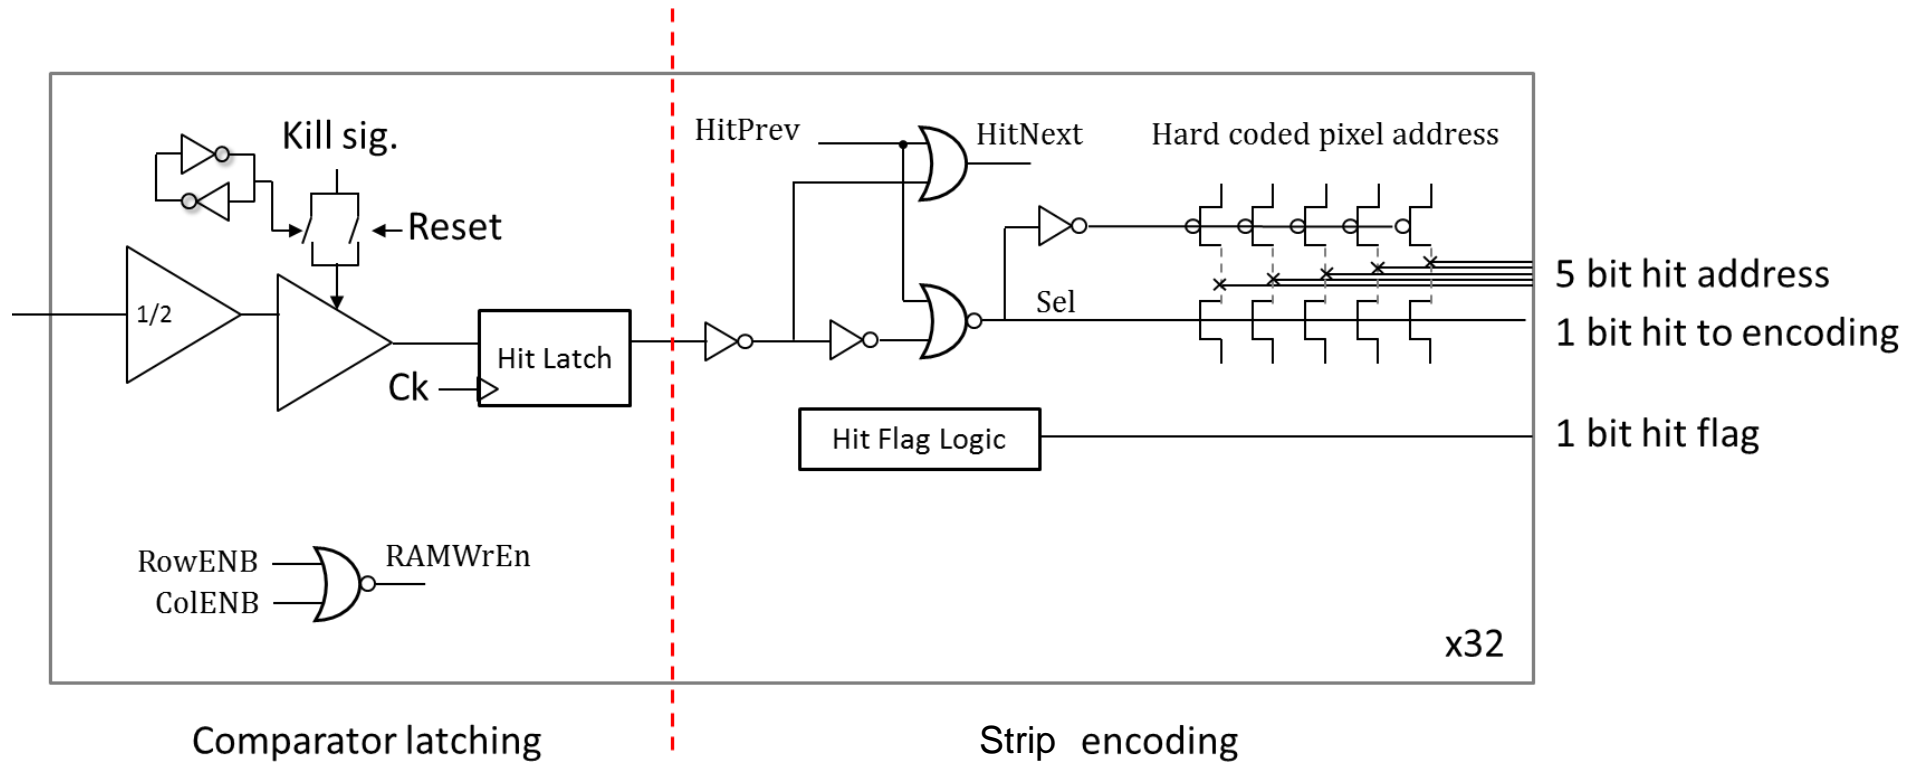 Kill sig.
Reset
1/2
Hit Latch
Ck
RowENB
ColENB
RAMWrEn
HitPrev
HitNext
Hard coded pixel address
Sel
Hit Flag Logic
5 bit hit address
1 bit hit to encoding
1 bit hit flag
x32
Comparator latching
Strip encoding